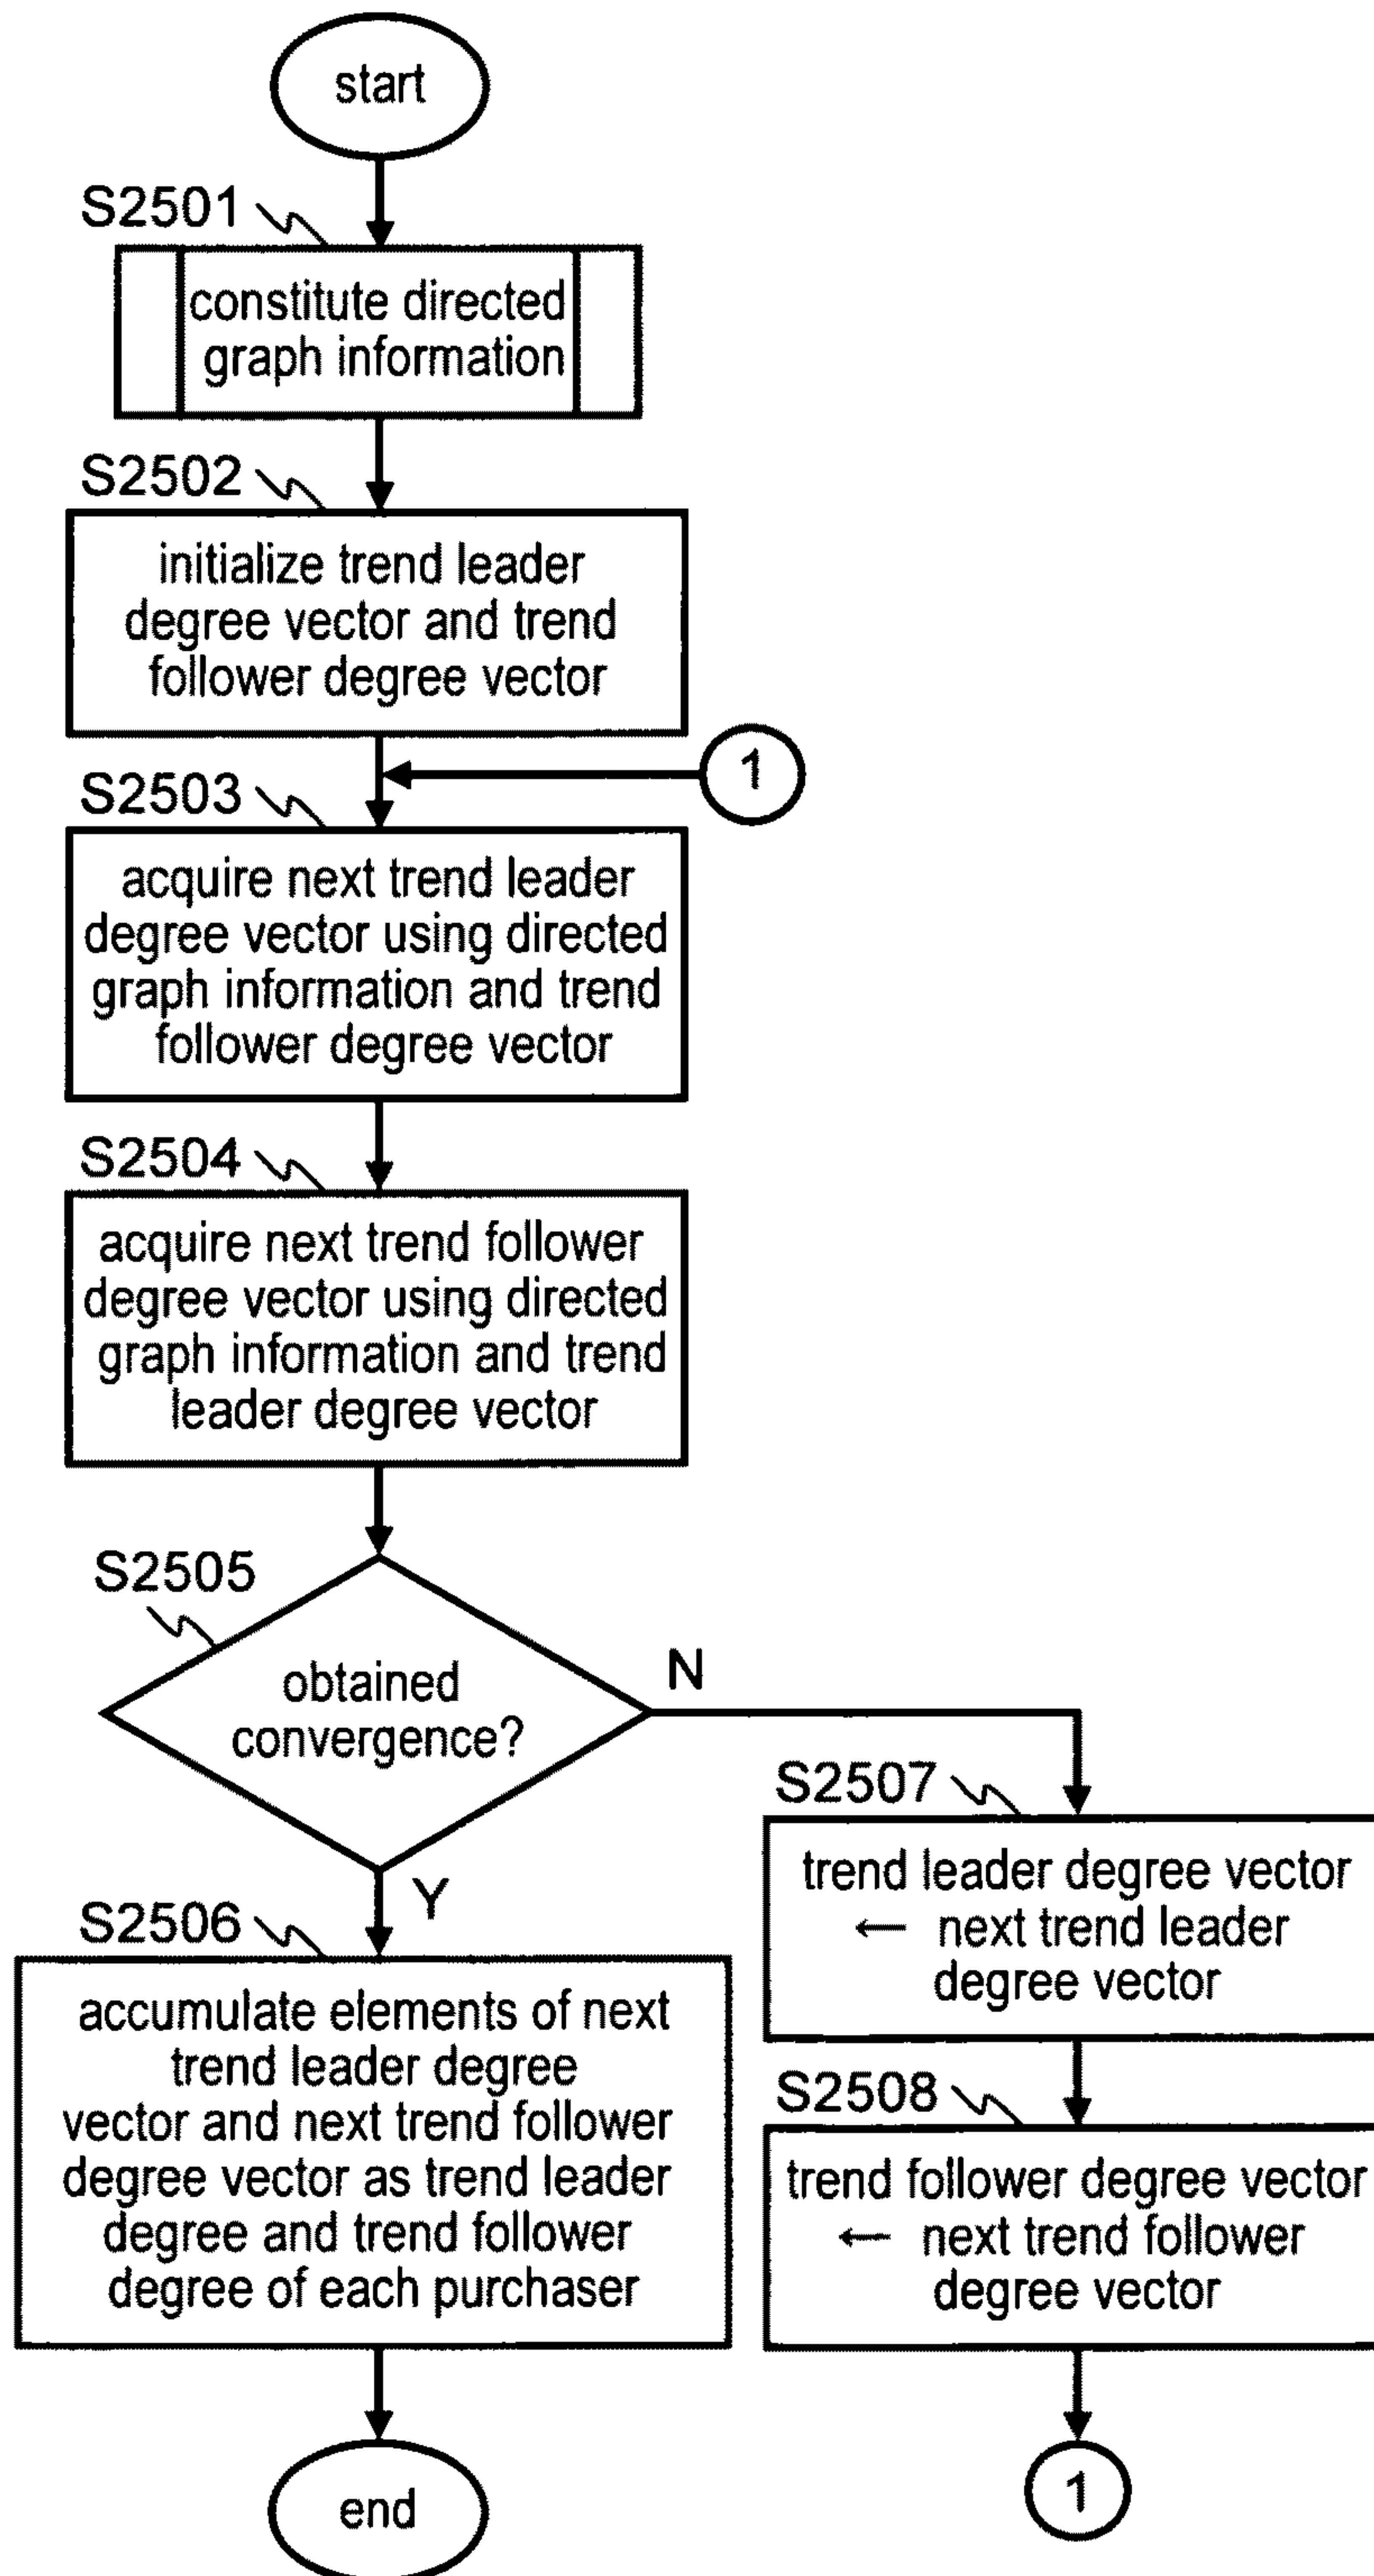 start
S2501
constitute directed
graph information
S2502
initialize trend leader
degree vector and trend
follower degree vector
1
S2503
acquire next trend leader
degree vector using directed
graph information and trend
follower degree vector
S2504
acquire next trend follower
degree vector using directed
graph information and trend
leader degree vector
S2505
obtained
convergence?
N
Y
S2506
accumulate elements of next
trend leader degree
vector and next trend follower
degree vector as trend leader
degree and trend follower
degree of each purchaser
end
S2507
trend leader degree vector
← next trend leader
degree vector
S2508
trend follower degree vector
← next trend follower
degree vector
1